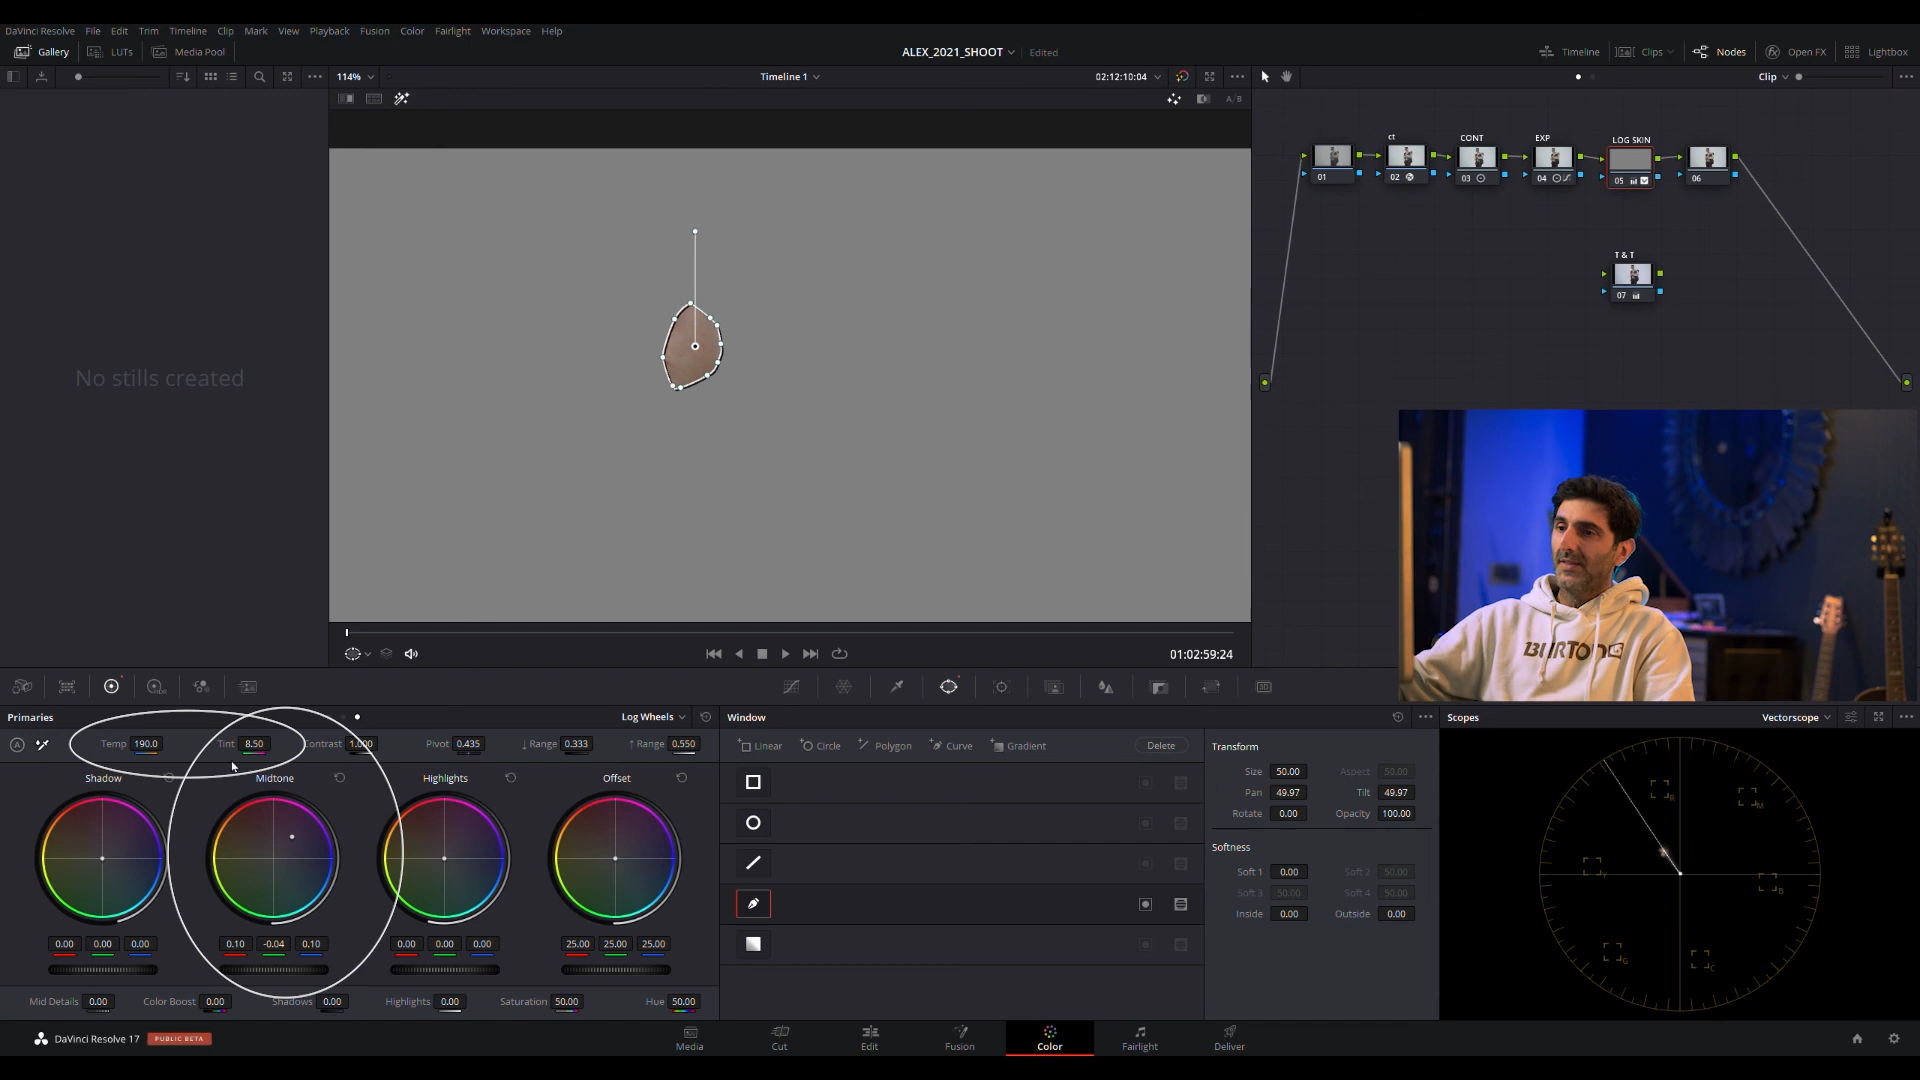 DaVinci Resolve File Edit Trim Timeline Clip Mark View Playback Fusion Color Fairlight Workspace Help
Gallery LUTs Media Pool ALEX_2021_SHOOT Edited Timeline Clips Nodes Open FX Lightbox
114% Timeline 1 02:12:10:04 Clip
A/B
ct CONT EXP LOG SKIN
01 02 03 04 05 06
T & T
07
No stills created
BURTON
01:02:59:24
HDR
3D
Primaries Log Wheels Window Scopes Vectorscope
A Temp 190.0 Tint 8.50 Contrast 1.000 Pivot 0.435 ↓ Range 0.333 ↑ Range 0.550
Linear Circle Polygon Curve Gradient Delete Transform
Shadow Midtone Highlights Offset
Size 50.00 Aspect 50.00
Pan 49.97 Tilt 49.97
Rotate 0.00 Opacity 100.00
Softness
Soft 1 0.00 Soft 2 50.00
Soft 3 50.00 Soft 4 50.00
Inside 0.00 Outside 0.00
R M
Y B
G C
0.00 0.00 0.00 0.10 -0.04 0.10 0.00 0.00 0.00 25.00 25.00 25.00
Mid Details 0.00 Color Boost 0.00 Shadows 0.00 Highlights 0.00 Saturation 50.00 Hue 50.00
DaVinci Resolve 17 PUBLIC BETA
Media Cut Edit Fusion Color Fairlight Deliver